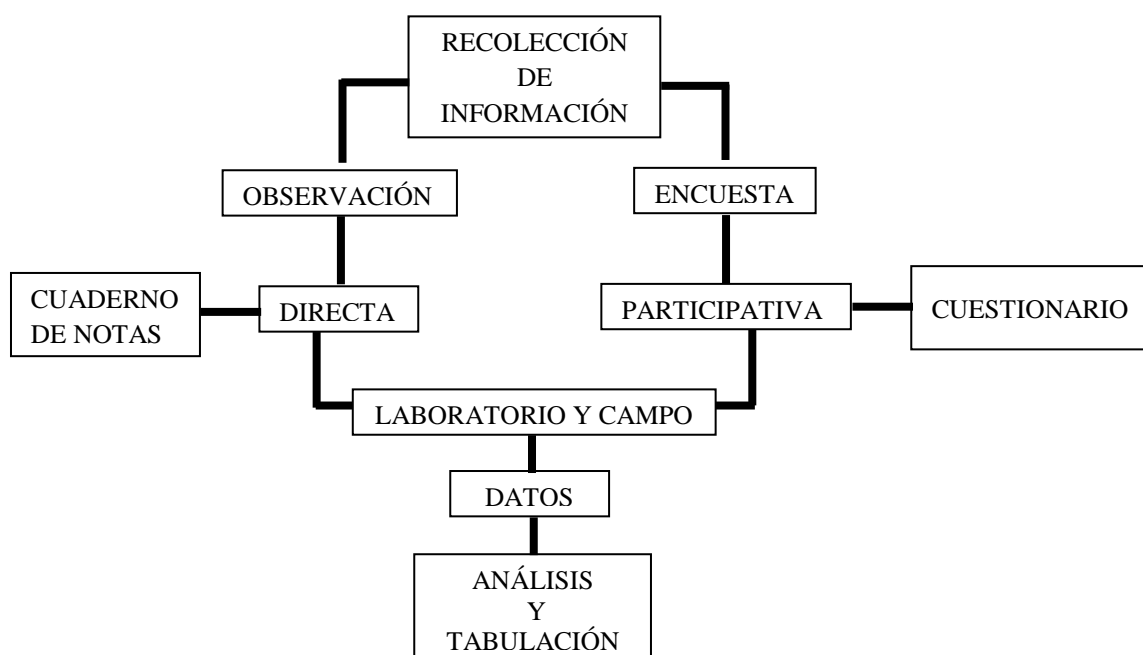 RECOLECCIÓN
DE
INFORMACIÓN
OBSERVACIÓN
ENCUESTA
CUADERNO
DE NOTAS
DIRECTA
PARTICIPATIVA
CUESTIONARIO
LABORATORIO Y CAMPO
DATOS
ANÁLISIS
Y
TABULACIÓN